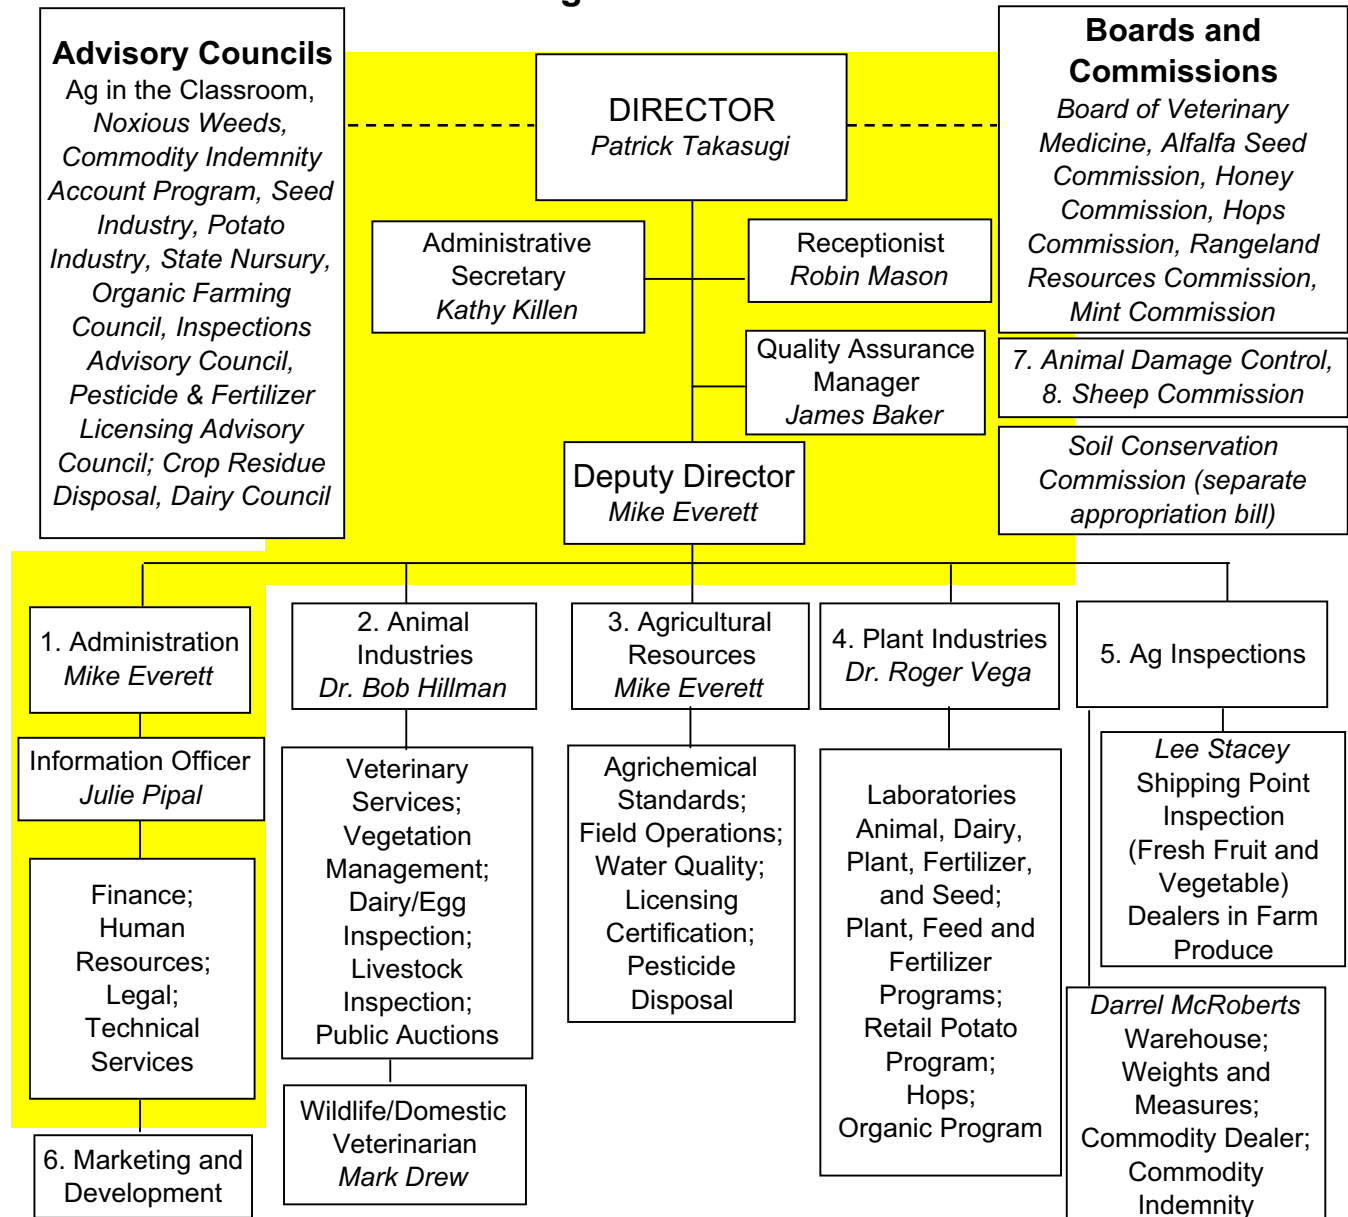 Advisory Councils
Ag in the Classroom,
Noxious Weeds,
Commodity Indemnity
Account Program, Seed
Industry, Potato
Industry, State Nursury,
Organic Farming
Council, Inspections
Advisory Council,
Pesticide & Fertilizer
Licensing Advisory
Council; Crop Residue
Disposal, Dairy Council
DIRECTOR
Patrick Takasugi
Boards and
Commissions
Board of Veterinary
Medicine, Alfalfa Seed
Commission, Honey
Commission, Hops
Commission, Rangeland
Resources Commission,
Mint Commission
Administrative
Secretary
Kathy Killen
Receptionist
Robin Mason
Quality Assurance
Manager
James Baker
7. Animal Damage Control,
8. Sheep Commission
Soil Conservation
Commission (separate
appropriation bill)
Deputy Director
Mike Everett
1. Administration
Mike Everett
2. Animal
Industries
Dr. Bob Hillman
3. Agricultural
Resources
Mike Everett
4. Plant Industries
Dr. Roger Vega
5. Ag Inspections
Information Officer
Julie Pipal
Finance;
Human
Resources;
Legal;
Technical
Services
6. Marketing and
Development
Veterinary
Services;
Vegetation
Management;
Dairy/Egg
Inspection;
Livestock
Inspection;
Public Auctions
Wildlife/Domestic
Veterinarian
Mark Drew
Agrichemical
Standards;
Field Operations;
Water Quality;
Licensing
Certification;
Pesticide
Disposal
Laboratories
Animal, Dairy,
Plant, Fertilizer,
and Seed;
Plant, Feed and
Fertilizer
Programs;
Retail Potato
Program;
Hops;
Organic Program
Lee Stacey
Shipping Point
Inspection
(Fresh Fruit and
Vegetable)
Dealers in Farm
Produce
Darrel McRoberts
Warehouse;
Weights and
Measures;
Commodity Dealer;
Commodity
Indemnity